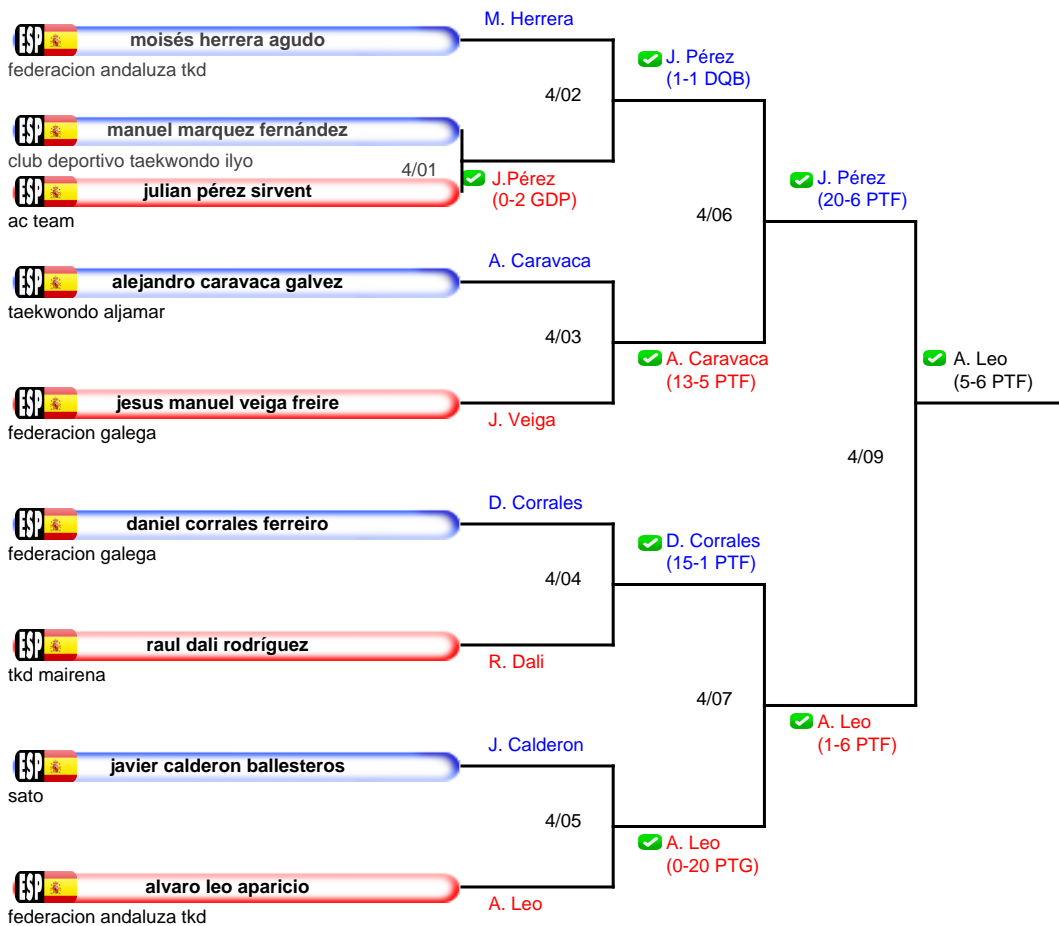 M. Herrera
ESP moisés herrera agudo
federacion andaluza tkd
J. Pérez
(1-1 DQB)
4/02
ESP manuel marquez fernández
club deportivo taekwondo ilyo
4/01
J.Pérez
(0-2 GDP)
ESP julian pérez sirvent
ac team
J. Pérez
(20-6 PTF)
4/06
A. Caravaca
ESP alejandro caravaca galvez
taekwondo aljamar
4/03
A. Caravaca
(13-5 PTF)
A. Leo
(5-6 PTF)
ESP jesus manuel veiga freire
federacion galega
J. Veiga
4/09
D. Corrales
ESP daniel corrales ferreiro
federacion galega
D. Corrales
(15-1 PTF)
4/04
ESP raul dali rodríguez
tkd mairena
R. Dali
4/07
A. Leo
(1-6 PTF)
J. Calderon
ESP javier calderon ballesteros
sato
4/05
A. Leo
(0-20 PTG)
ESP alvaro leo aparicio
federacion andaluza tkd
A. Leo